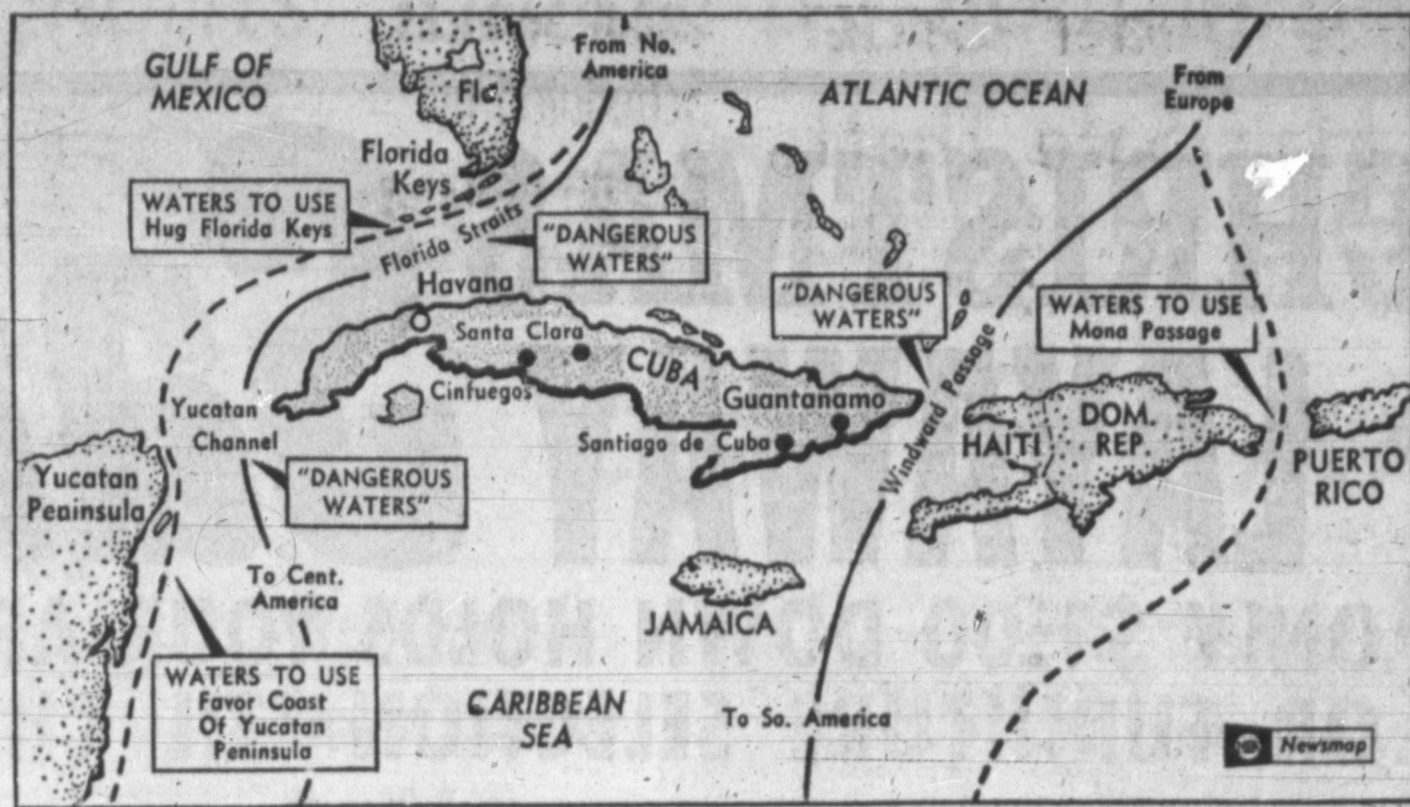 GULF OF
MEXICO
From No.
America
Fla.
ATLANTIC OCEAN
From
Europe
Florida
Keys
WATERS TO USE
Hug Florida Keys
Florida Straits
"DANGEROUS
WATERS"
Havana
"DANGEROUS
WATERS"
WATERS TO USE
Mona Passage
Santa Clara
CUBA
Windward Passage
Cinfuegos
Guantanamo
Yucatan
Channel
Santiago de Cuba
HAITI
DOM.
REP.
PUERTO
RICO
Yucatan
Peninsula
"DANGEROUS
WATERS"
To Cent.
America
JAMAICA
WATERS TO USE
Favor Coast
Of Yucatan
Peninsula
CARIBBEAN
SEA
To So. America
NEA Newsmap